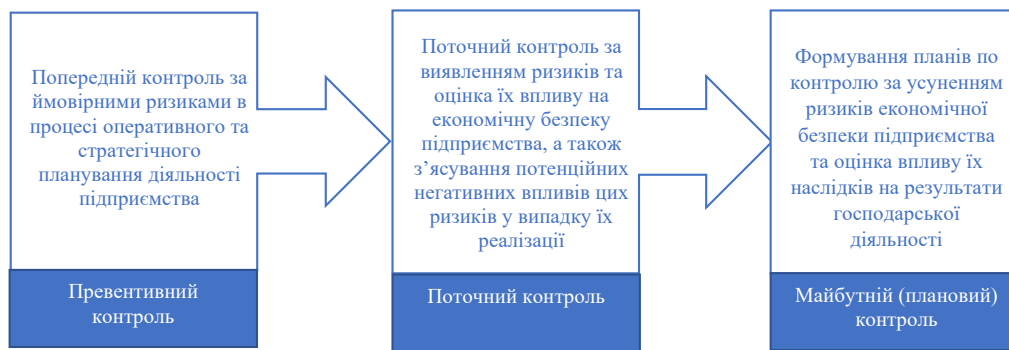 Попередній контроль за
ймовірними ризиками в
процесі оперативного та
стратегічного
планування діяльності
підприємства
Превентивний
контроль
Поточний контроль за
виявленням ризиків та
оцінка їх впливу на
економічну безпеку
підприємства, а також
з’ясування потенційних
негативних впливів цих
ризиків у випадку їх
реалізації
Поточний контроль
Формування планів по
контролю за усуненням
ризиків економічної
безпеки підприємства
та оцінка впливу їх
наслідків на результати
господарської
діяльності
Майбутній (плановий)
контроль